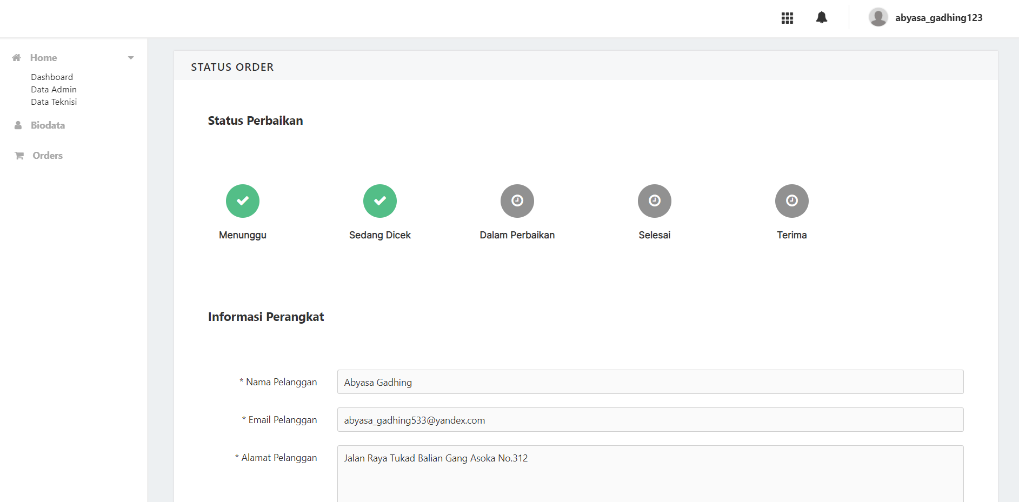 abyasa_gadhing123
Home
Dashboard
Data Admin
Data Teknisi
Biodata
Orders
STATUS ORDER
Status Perbaikan
Menunggu
Sedang Dicek
Dalam Perbaikan
Selesai
Terima
Informasi Perangkat
* Nama Pelanggan
Abyasa Gadhing
* Email Pelanggan
abyasa_gadhing533@yandex.com
* Alamat Pelanggan
Jalan Raya Tukad Balian Gang Asoka No.312